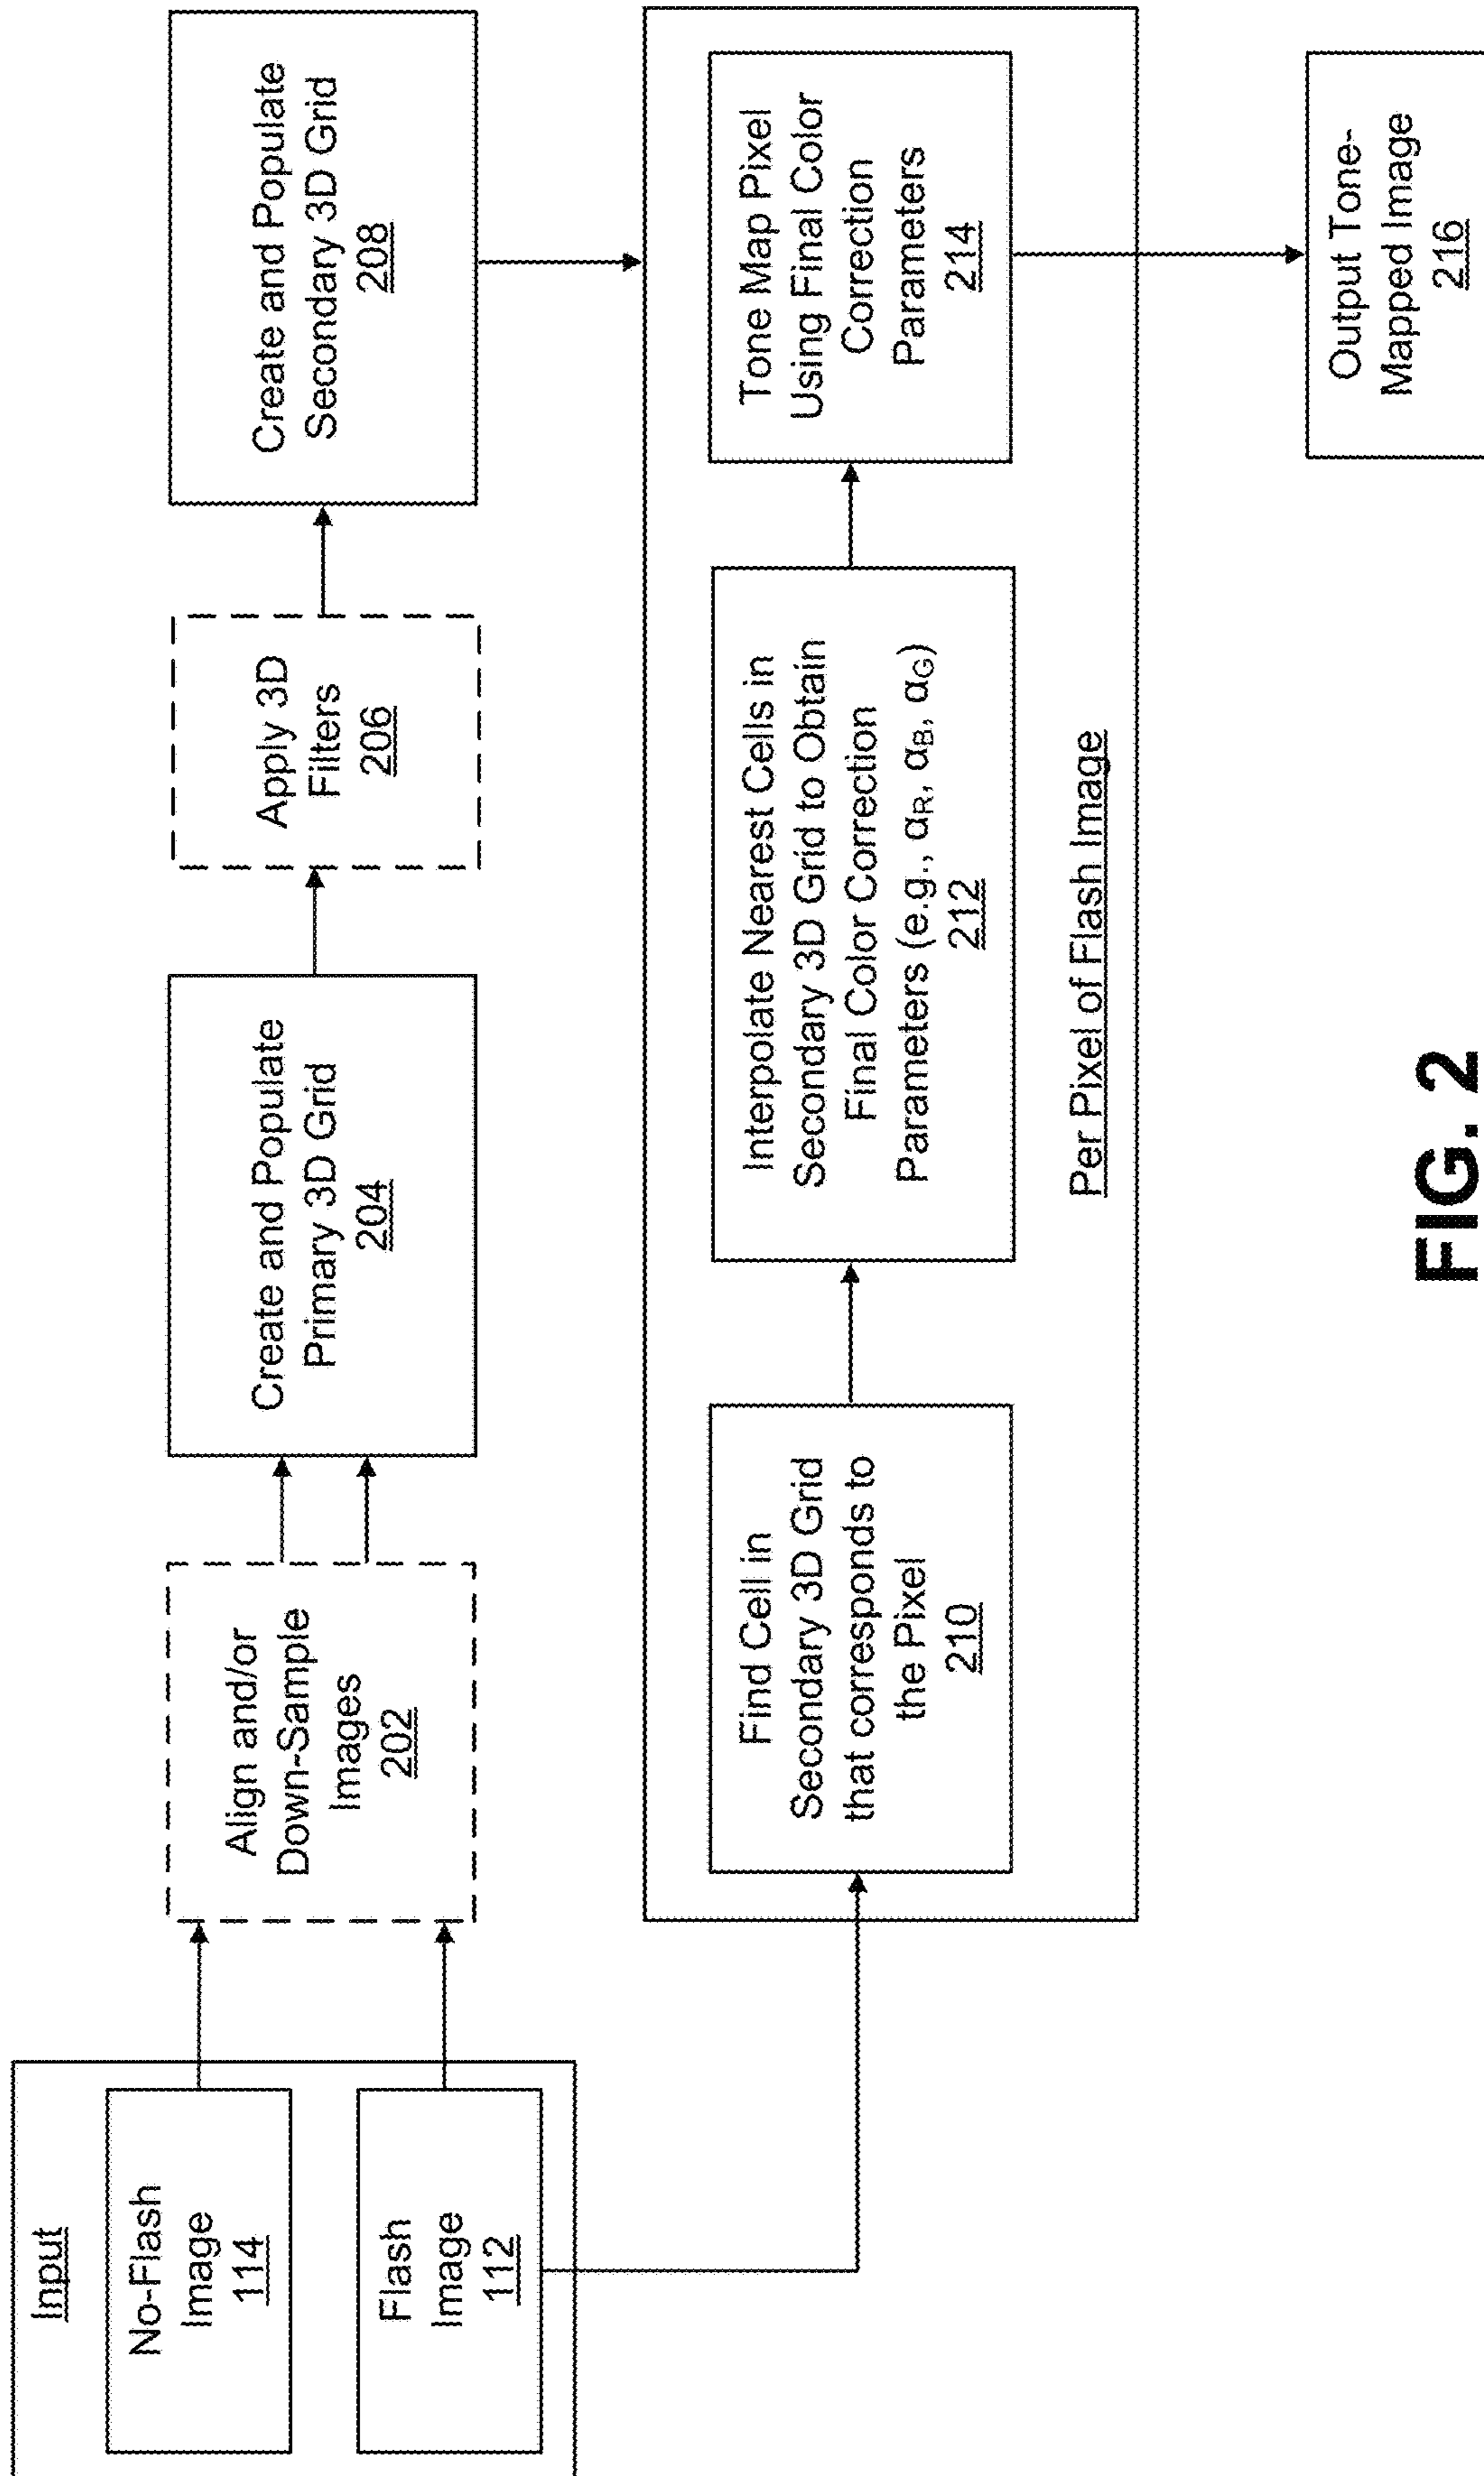 Input
No-Flash
Image
114
Flash
Image
112
Align and/or
Down-Sample
Images
202
Create and Populate
Primary 3D Grid
204
Apply 3D
Filters
206
Create and Populate
Secondary 3D Grid
208
Find Cell in
Secondary 3D Grid
that corresponds to
the Pixel
210
Interpolate Nearest Cells in
Secondary 3D Grid to Obtain
Final Color Correction
Parameters (e.g., αR, αB, αG)
212
Tone Map Pixel
Using Final Color
Correction
Parameters
214
Per Pixel of Flash Image
Output Tone-
Mapped Image
216
FIG. 2